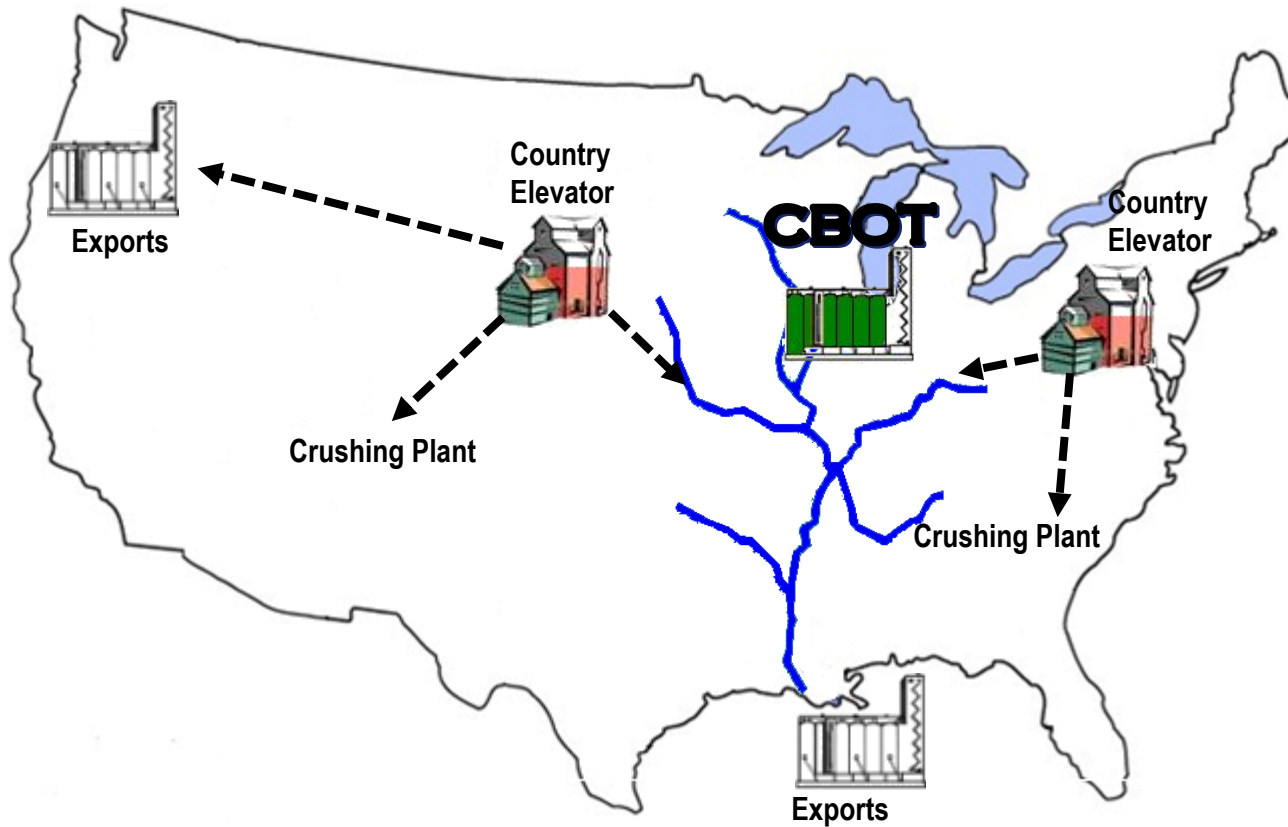 Country
Elevator
Exports
CBOT
Country
Elevator
Crushing Plant
Crushing Plant
Exports